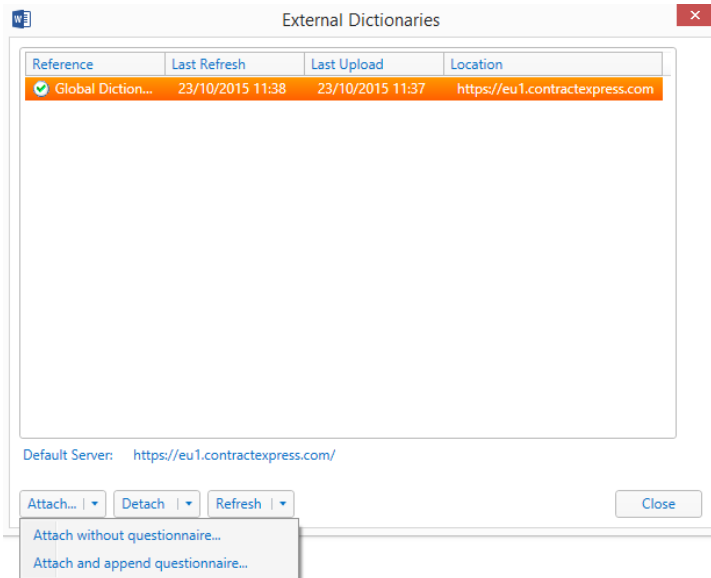 External Dictionaries
Reference Last Refresh Last Upload Location
Global Diction... 23/10/2015 11:38 23/10/2015 11:37 https://eu1.contractexpress.com
Default Server: https://eu1.contractexpress.com/
Attach... Detach Refresh Close
Attach without questionnaire...
Attach and append questionnaire...